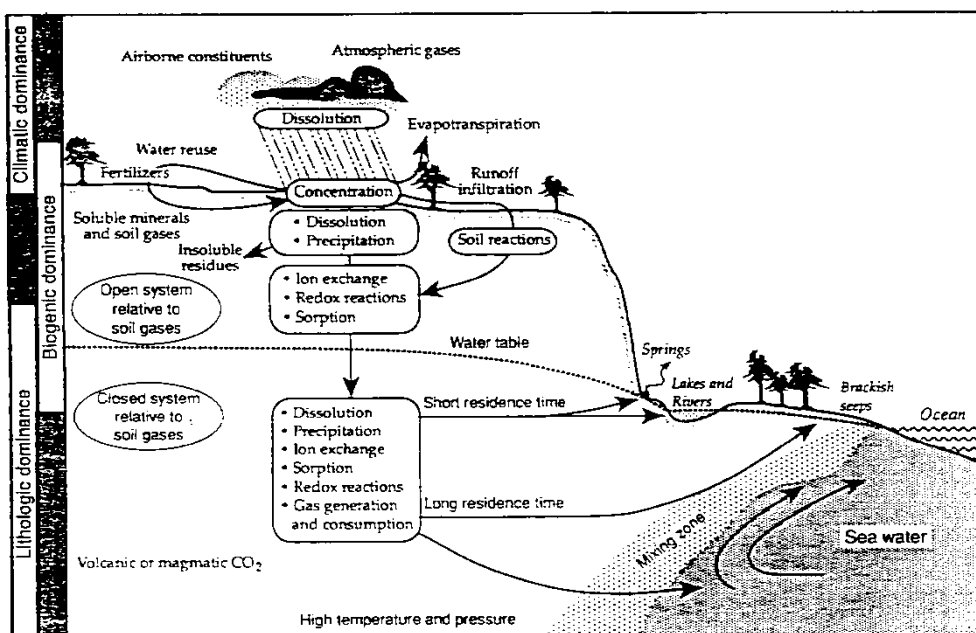 Climatic dominance
Biogenic dominance
Lithologic dominance
Airborne constituents
Atmospheric gases
Dissolution
Evapotranspiration
Water reuse
Fertilizers
Runoff
infiltration
Concentration
Soluble minerals
and soil gases
• Dissolution
• Precipitation
Soil reactions
Insoluble
residues
• Ion exchange
• Redox reactions
• Sorption
Open system
relative to
soil gases
Water table
Springs
Lakes and
Rivers
Brackish
seeps
Ocean
Closed system
relative to
soil gases
• Dissolution
• Precipitation
• Ion exchange
• Sorption
• Redox reactions
• Gas generation
and consumption
Short residence time
Long residence time
Mixing zone
Sea water
Volcanic or magmatic CO₂
High temperature and pressure